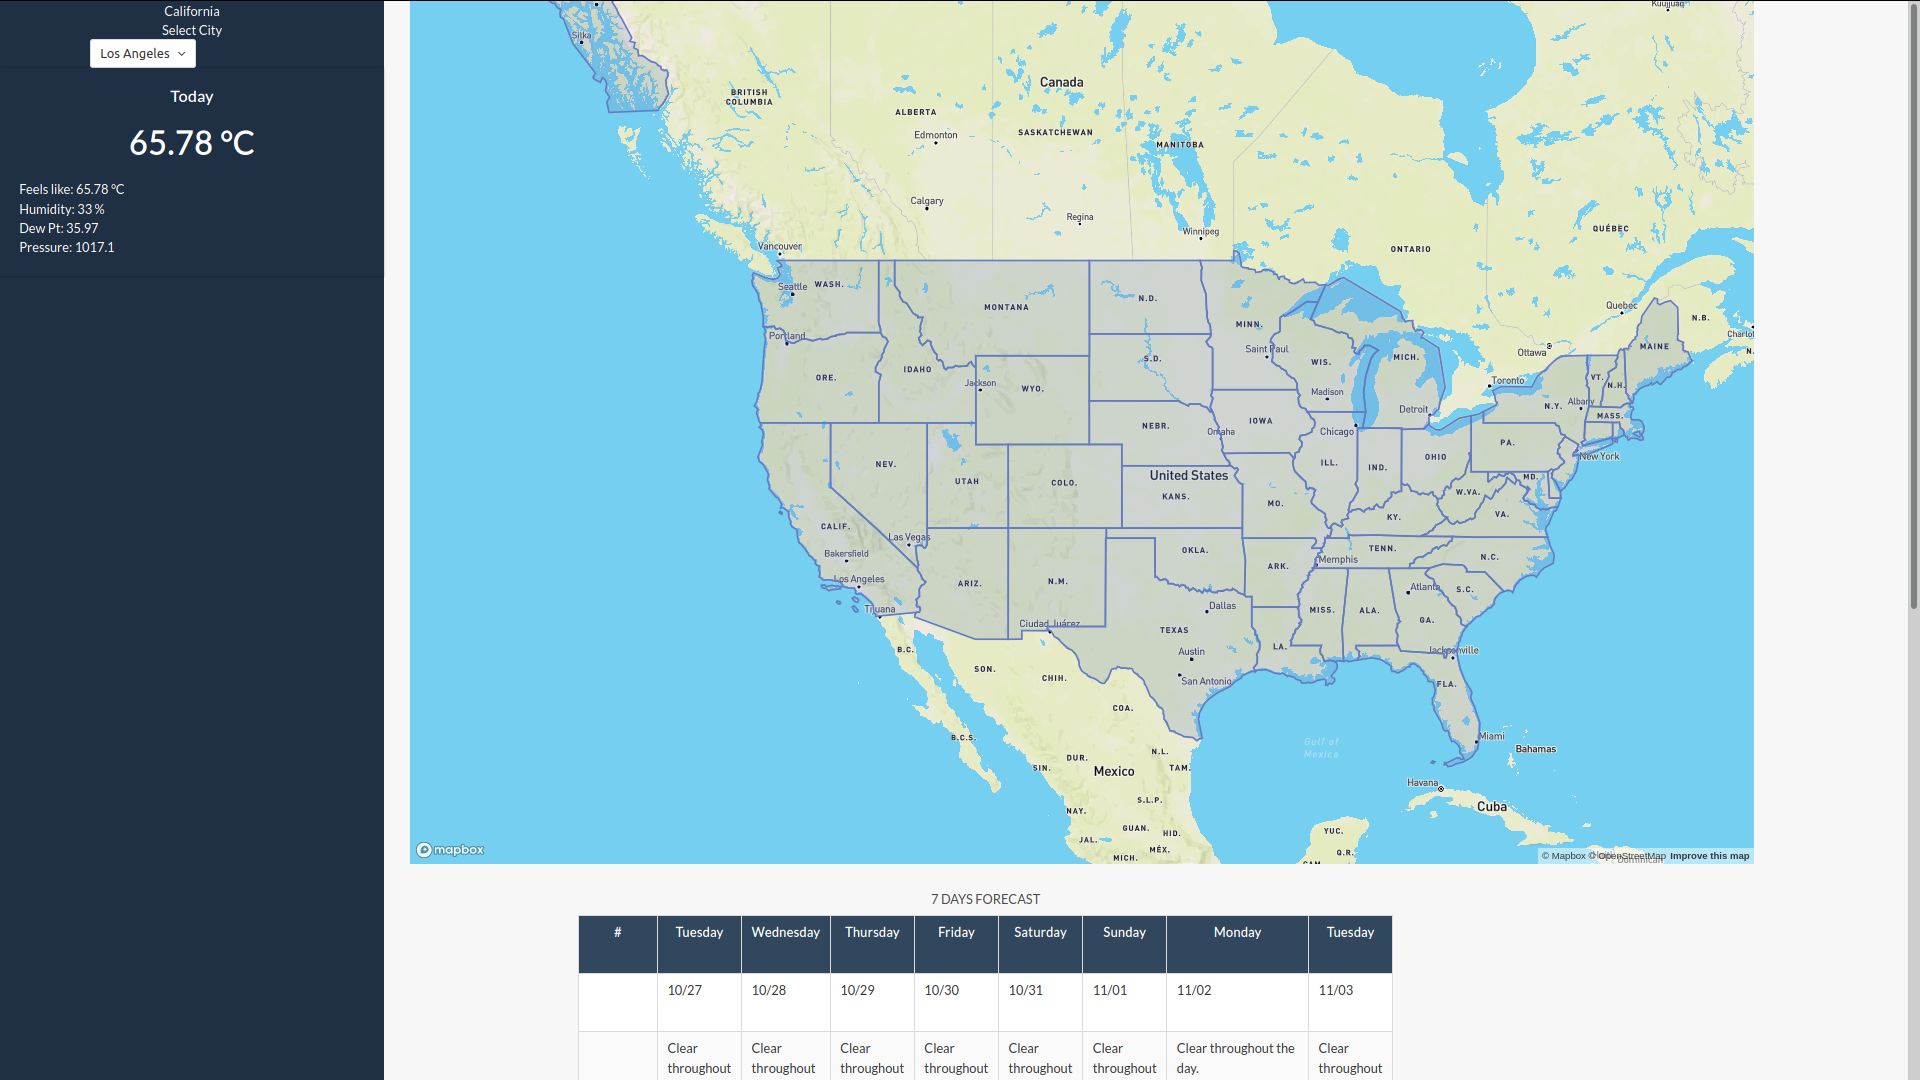 California
Select City
Los Angeles
Today
65.78 °C
Feels like: 65.78 °C
Humidity: 33 %
Dew Pt: 35.97
Pressure: 1017.1
Kuujjuaq
Sitka
Canada
BRITISH
COLUMBIA
ALBERTA
Edmonton
SASKATCHEWAN
MANITOBA
Calgary
Regina
Winnipeg
QUÉBEC
Vancouver
ONTARIO
Seattle
WASH.
MONTANA
N.D.
MINN.
Quebec
N.B.
Portland
Saint Paul
WIS.
MICH.
Ottawa
MAINE
S.D.
IDAHO
ORE.
Jackson
WYO.
Madison
Toronto
VT.
N.H.
Detroit
N.Y.
Albany
MASS.
NEBR.
Omaha
IOWA
Chicago
PA.
New York
NEV.
UTAH
COLO.
United States
KANS.
ILL.
IND.
OHIO
MD.
W.VA.
VA.
MO.
KY.
CALIF.
Las Vegas
Bakersfield
Los Angeles
ARIZ.
N.M.
OKLA.
ARK.
Memphis
TENN.
N.C.
S.C.
Atlanta
Tijuana
Ciudad Juárez
Dallas
TEXAS
MISS.
ALA.
GA.
B.C.
SON.
CHIH.
Austin
San Antonio
LA.
Jacksonville
FLA.
COA.
B.C.S.
DUR.
N.L.
SIN.
Mexico
TAM.
Gulf of
Mexico
Miami
Bahamas
Havana
Cuba
NAY.
S.L.P.
GUAN.
HID.
JAL.
MÉX.
MICH.
YUC.
Q.R.
mapbox
© Mapbox © OpenStreetMap Improve this map
7 DAYS FORECAST
# Tuesday Wednesday Thursday Friday Saturday Sunday Monday Tuesday
10/27 10/28 10/29 10/30 10/31 11/01 11/02 11/03
Clear Clear Clear Clear Clear Clear Clear throughout the Clear
throughout throughout throughout throughout throughout throughout day. throughout